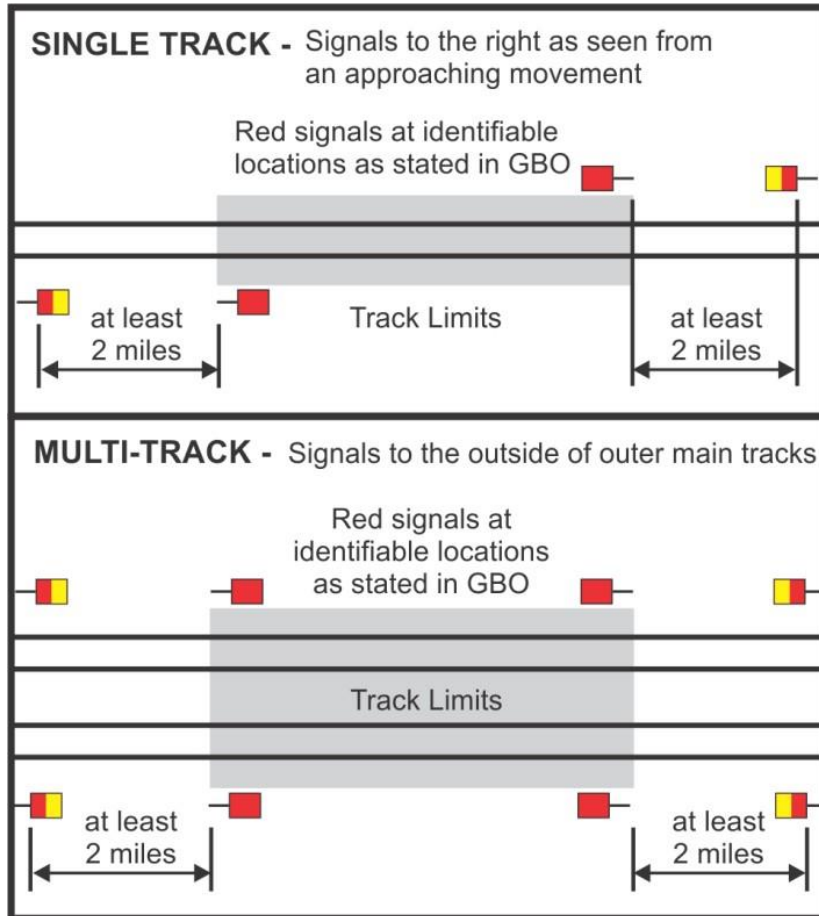 SINGLE TRACK - Signals to the right as seen from
an approaching movement
Red signals at identifiable
locations as stated in GBO
at least
2 miles
Track Limits
at least
2 miles
MULTI-TRACK - Signals to the outside of outer main tracks
Red signals at
identifiable locations
as stated in GBO
Track Limits
at least
2 miles
at least
2 miles